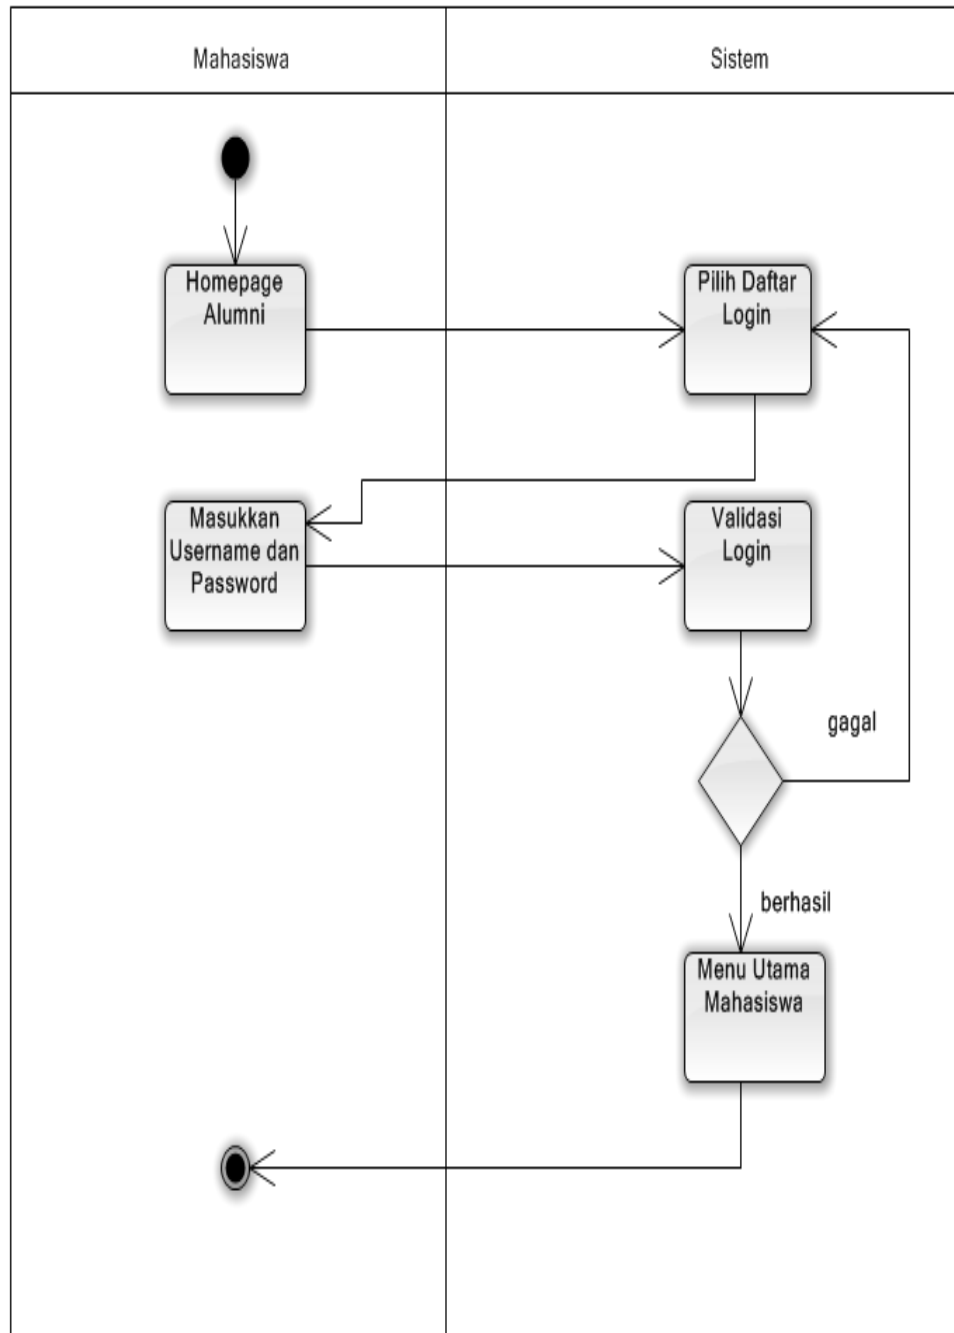 Mahasiswa
Sistem
Homepage
Alumni
Pilih Daftar
Login
Masukkan
Username dan
Password
Validasi
Login
gagal
berhasil
Menu Utama
Mahasiswa